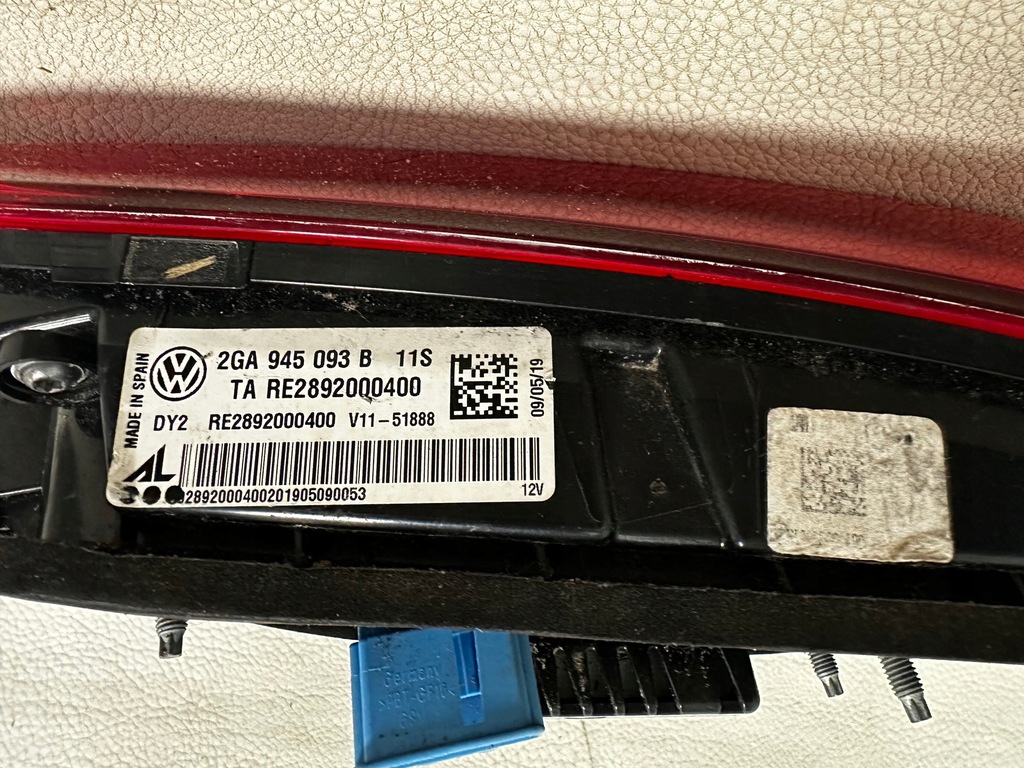 MADE IN SPAIN
2GA 945 093 B 11S
TA RE2892000400
DY2 RE2892000400 V11-51888
09/05/19
AL
2892000400201905090053
12V
Germany